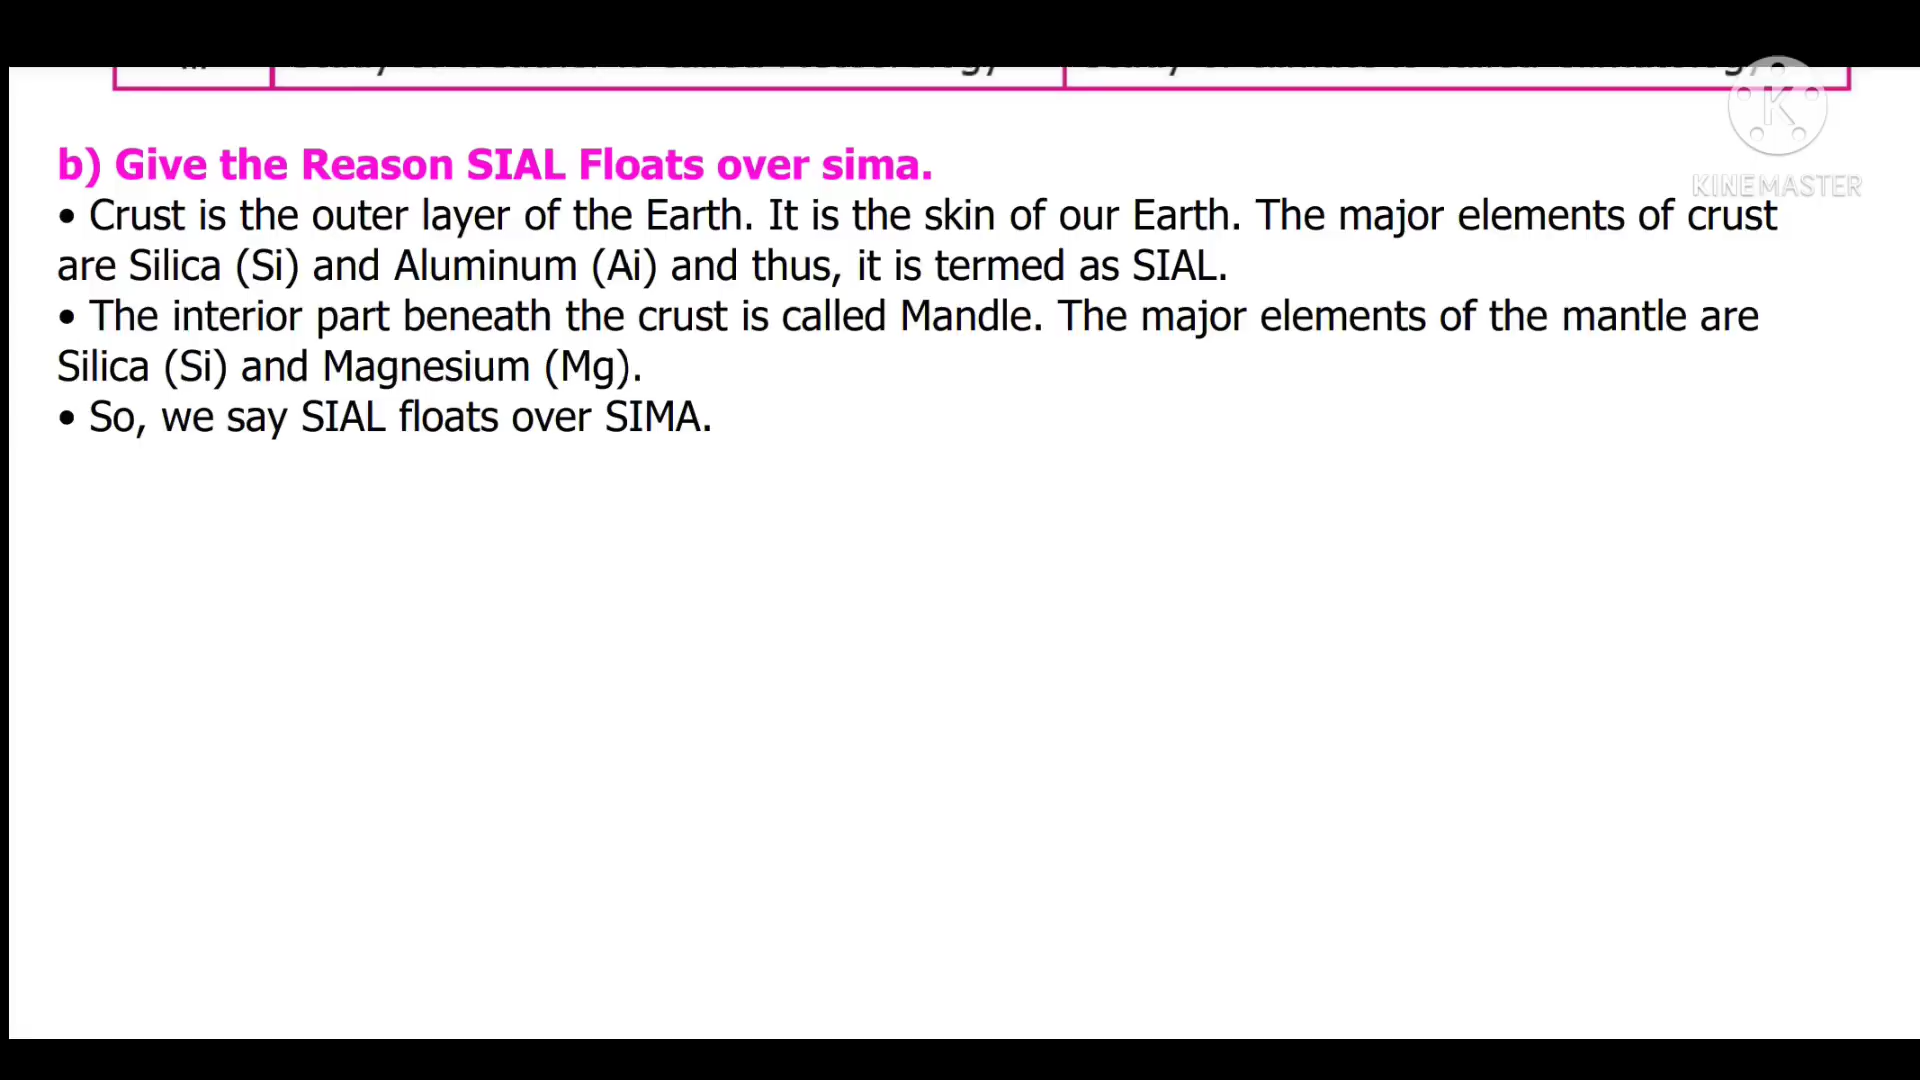 b) Give the Reason SIAL Floats over sima.
• Crust is the outer layer of the Earth. It is the skin of our Earth. The major elements of crust
are Silica (Si) and Aluminum (Ai) and thus, it is termed as SIAL.
• The interior part beneath the crust is called Mandle. The major elements of the mantle are
Silica (Si) and Magnesium (Mg).
• So, we say SIAL floats over SIMA.
K
KINEMASTER